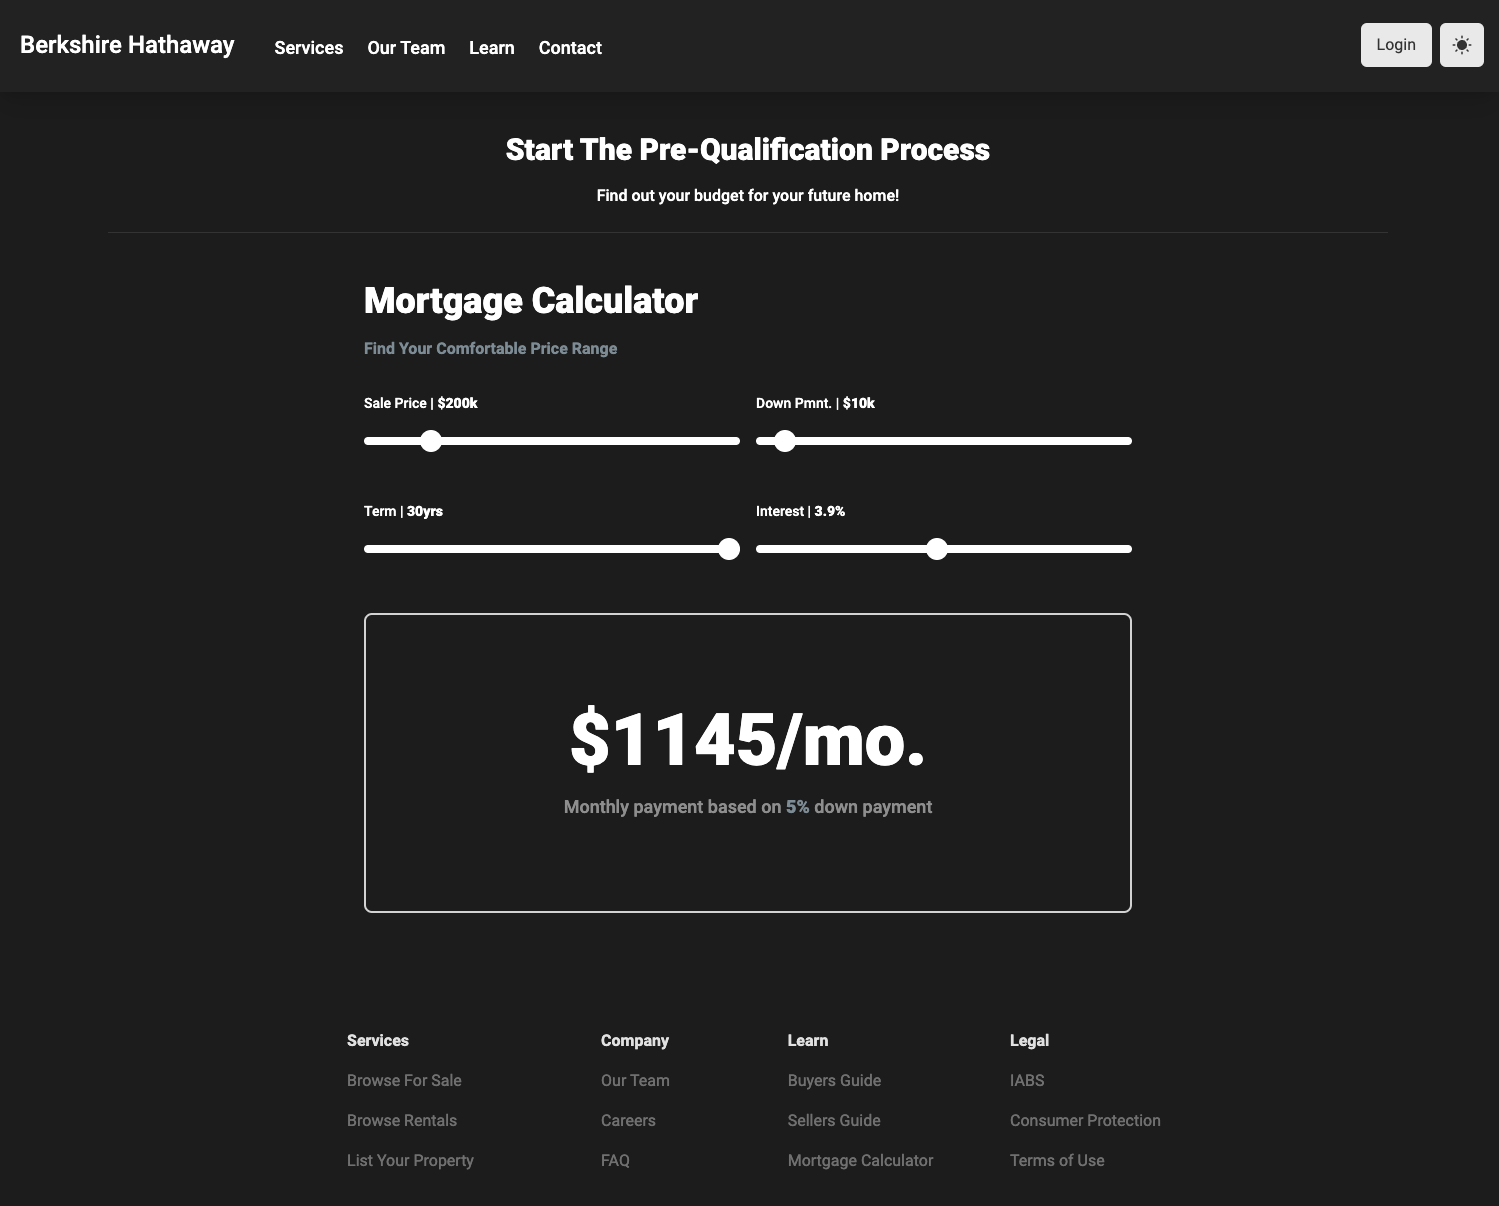 Berkshire Hathaway Services Our Team Learn Contact Login
Start The Pre-Qualification Process
Find out your budget for your future home!
Mortgage Calculator
Find Your Comfortable Price Range
Sale Price | $200k Down Pmnt. | $10k
Term | 30yrs Interest | 3.9%
$1145/mo.
Monthly payment based on 5% down payment
Services Company Learn Legal
Browse For Sale Our Team Buyers Guide IABS
Browse Rentals Careers Sellers Guide Consumer Protection
List Your Property FAQ Mortgage Calculator Terms of Use